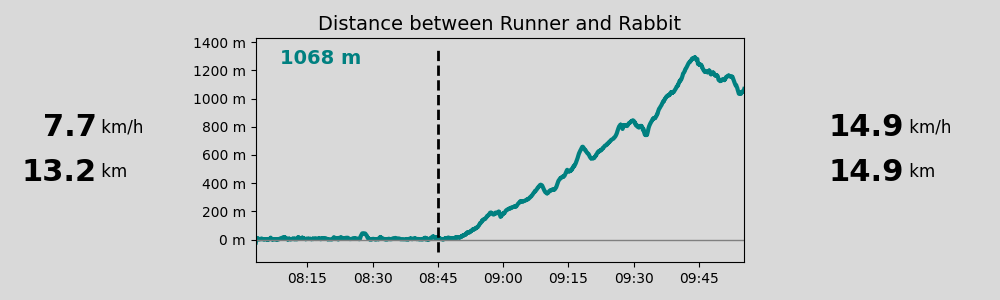 Distance between Runner and Rabbit
1400 m
1200 m
1000 m
800 m
600 m
400 m
200 m
0 m
1068 m
08:15 08:30 08:45 09:00 09:15 09:30 09:45
7.7 km/h
13.2 km
14.9 km/h
14.9 km